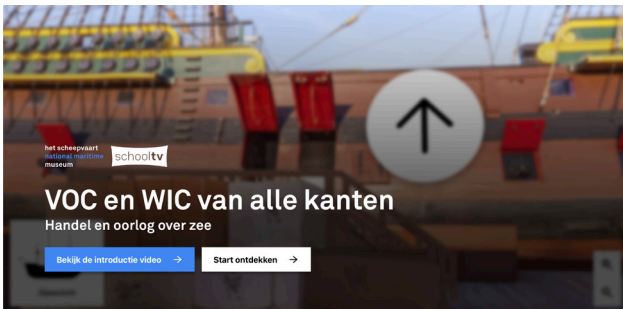 het scheepvaart
national maritime
museum
schooltv
VOC en WIC van alle kanten
Handel en oorlog over zee
Bekijk de introductie video →
Start ontdekken →